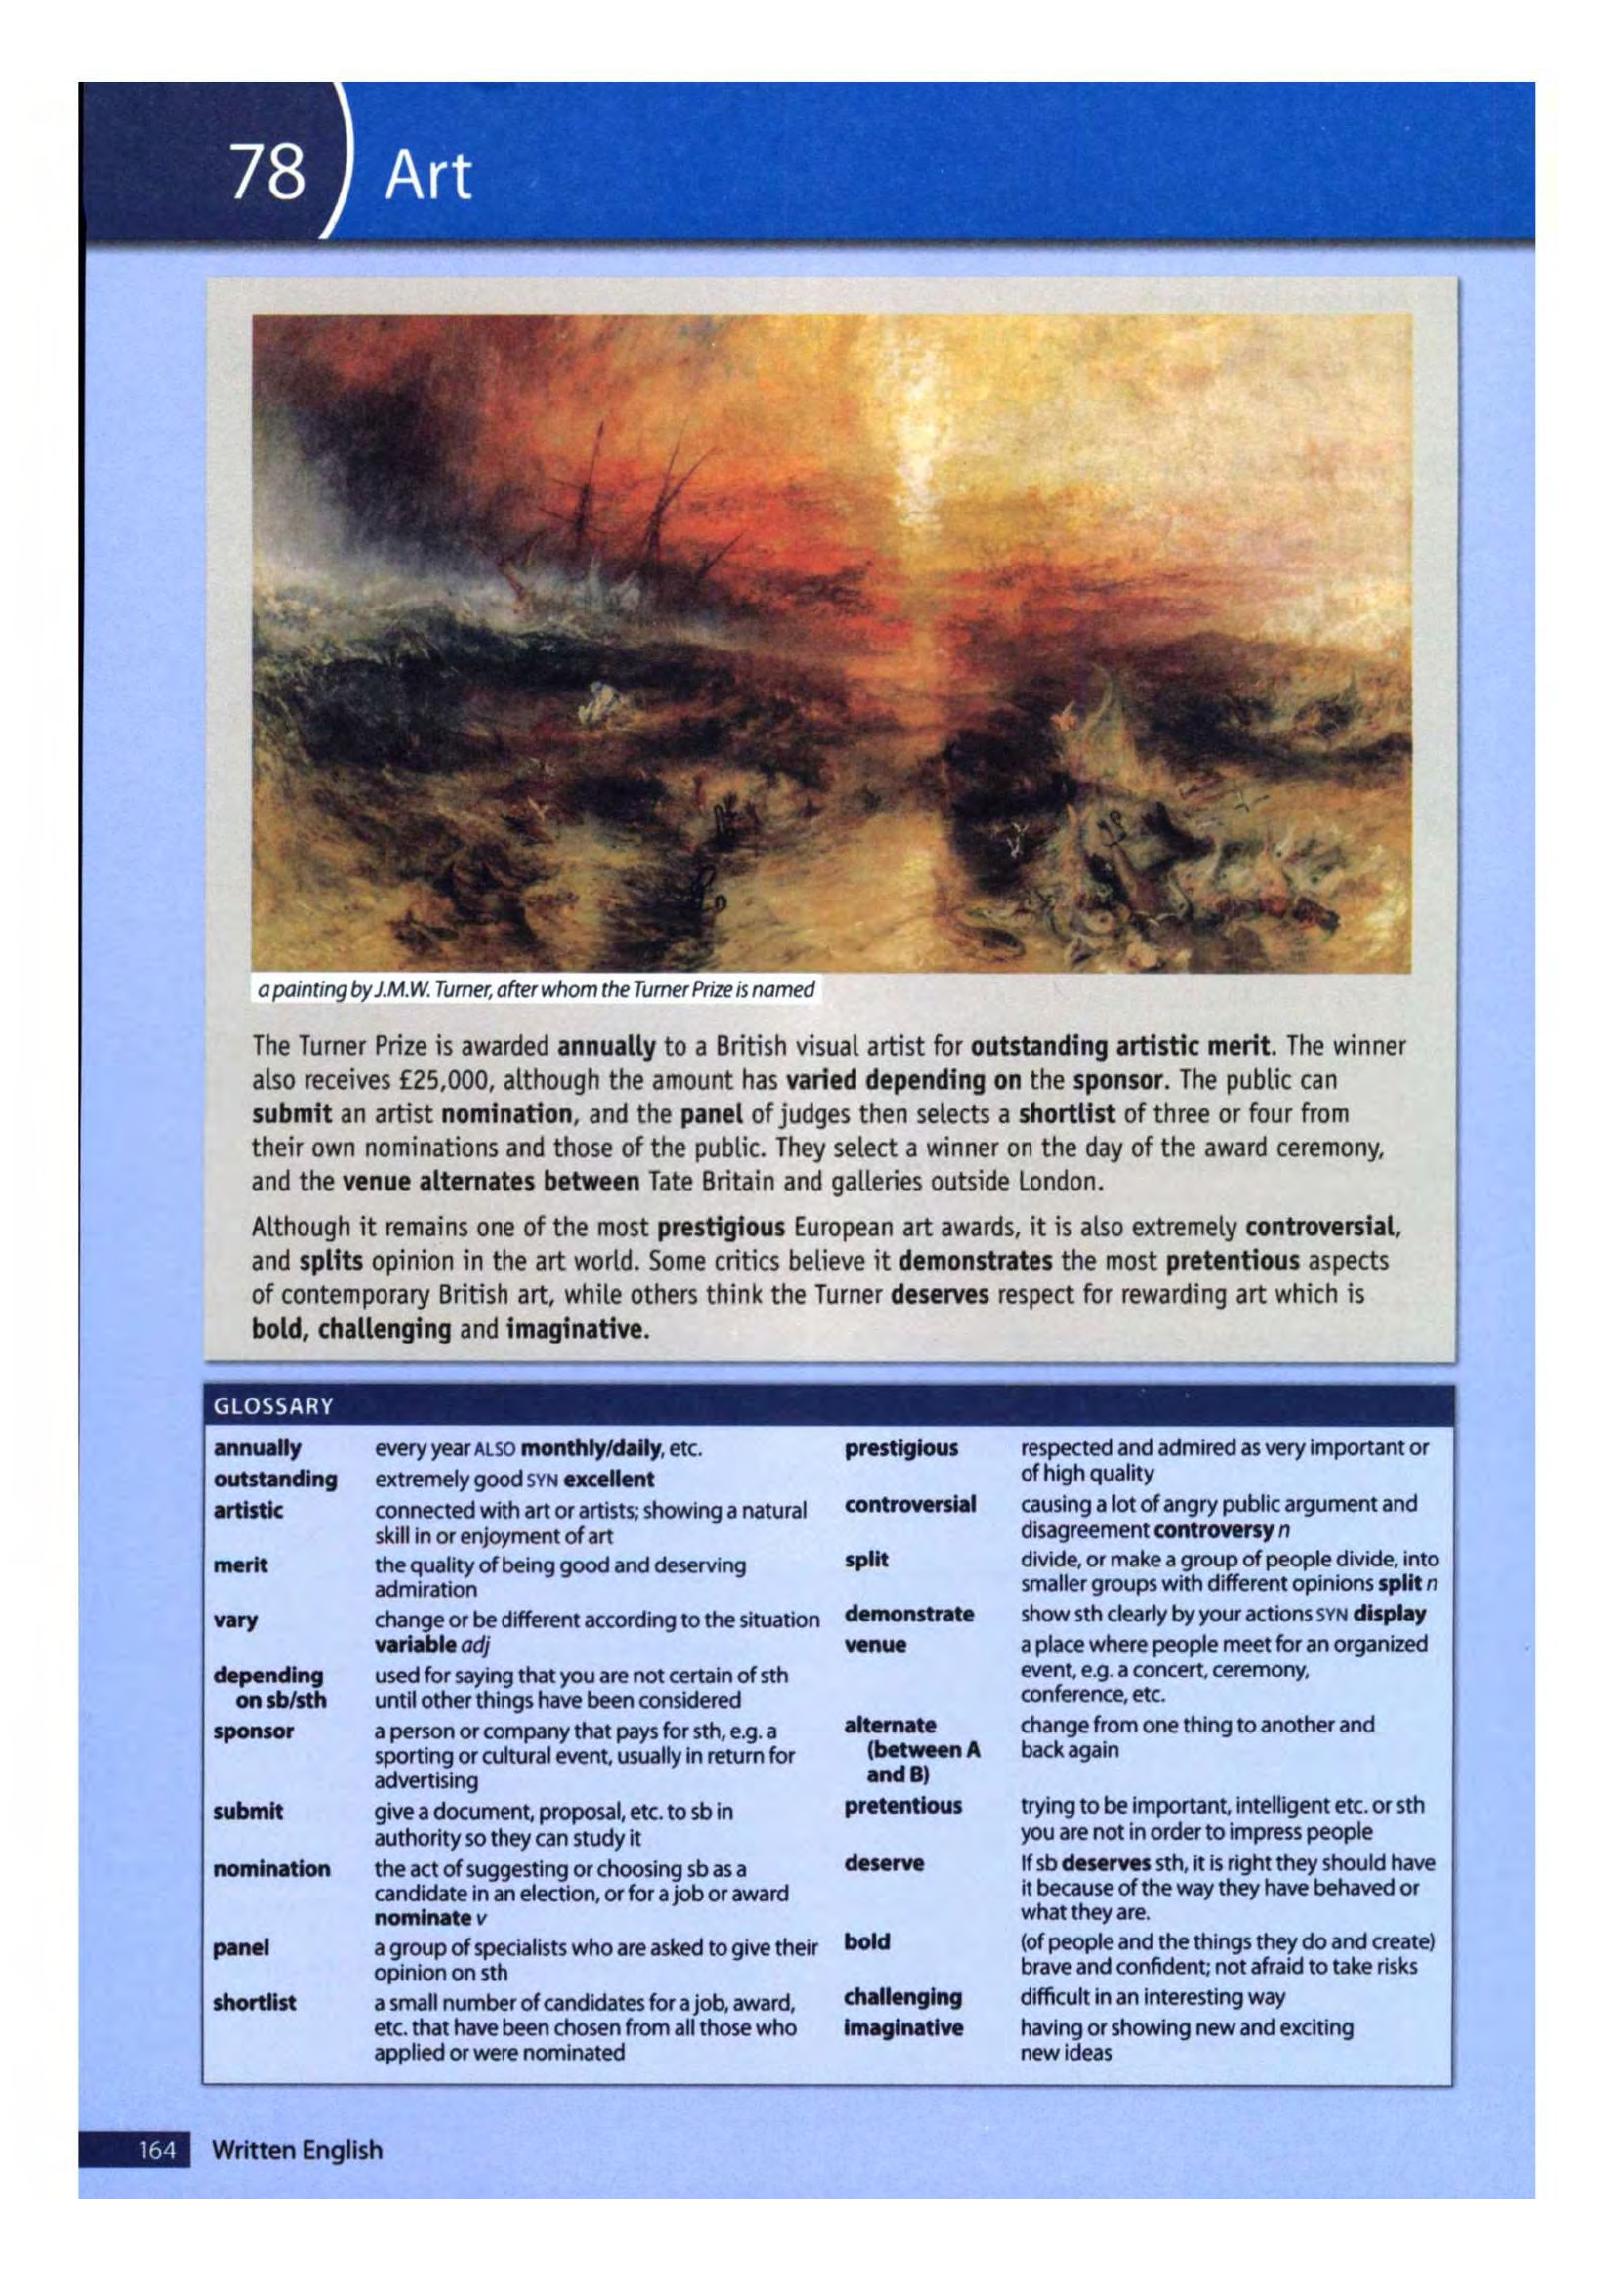 78
Art
a painting by J.M.W. Turner, after whom the Turner Prize is named
The Turner Prize is awarded annually to a British visual artist for outstanding artistic merit. The winner
also receives £25,000, although the amount has varied depending on the sponsor. The public can
submit an artist nomination, and the panel of judges then selects a shortlist of three or four from
their own nominations and those of the public. They select a winner on the day of the award ceremony,
and the venue alternates between Tate Britain and galleries outside London.
Although it remains one of the most prestigious European art awards, it is also extremely controversial,
and splits opinion in the art world. Some critics believe it demonstrates the most pretentious aspects
of contemporary British art, while others think the Turner deserves respect for rewarding art which is
bold, challenging and imaginative.
GLOSSARY
annually every year ALSO monthly/daily, etc.
outstanding extremely good SYN excellent
artistic connected with art or artists; showing a natural
skill in or enjoyment of art
merit the quality of being good and deserving
admiration
vary change or be different according to the situation
variable adj
depending used for saying that you are not certain of sth
on sb/sth until other things have been considered
sponsor a person or company that pays for sth, e.g. a
sporting or cultural event, usually in return for
advertising
submit give a document, proposal, etc. to sb in
authority so they can study it
nomination the act of suggesting or choosing sb as a
candidate in an election, or for a job or award
nominate v
panel a group of specialists who are asked to give their
opinion on sth
shortlist a small number of candidates for a job, award,
etc. that have been chosen from all those who
applied or were nominated
prestigious respected and admired as very important or
of high quality
controversial causing a lot of angry public argument and
disagreement controversy n
split divide, or make a group of people divide, into
smaller groups with different opinions split n
demonstrate show sth clearly by your actions SYN display
venue a place where people meet for an organized
event, e.g. a concert, ceremony,
conference, etc.
alternate change from one thing to another and
(between A back again
and B)
pretentious trying to be important, intelligent etc. or sth
you are not in order to impress people
deserve If sb deserves sth, it is right they should have
it because of the way they have behaved or
what they are.
bold (of people and the things they do and create)
brave and confident; not afraid to take risks
challenging difficult in an interesting way
imaginative having or showing new and exciting
new ideas
164 Written English